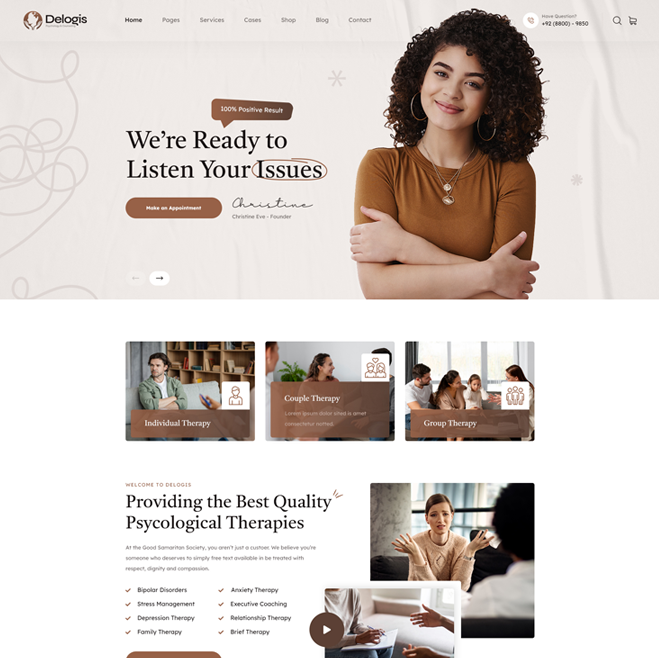 Delogis
Home Pages Services Cases Shop Blog Contact
Have Question?
+92 (8800) - 9850
100% Positive Result
We're Ready to
Listen Your Issues
Make an Appointment
Christine
Christine Eve - Founder
Individual Therapy
Couple Therapy
Lorem ipsum dolor sited is amet
consectetur notted.
Group Therapy
WELCOME TO DELOGIS
Providing the Best Quality
Psycological Therapies
At the Good Samaritan Society, you aren't just a custoer. We believe you're
someone who deserves to simply free text available in be treated with
respect, dignity and compassion.
Bipolar Disorders
Anxiety Therapy
Stress Management
Executive Coaching
Depression Therapy
Relationship Therapy
Family Therapy
Brief Therapy